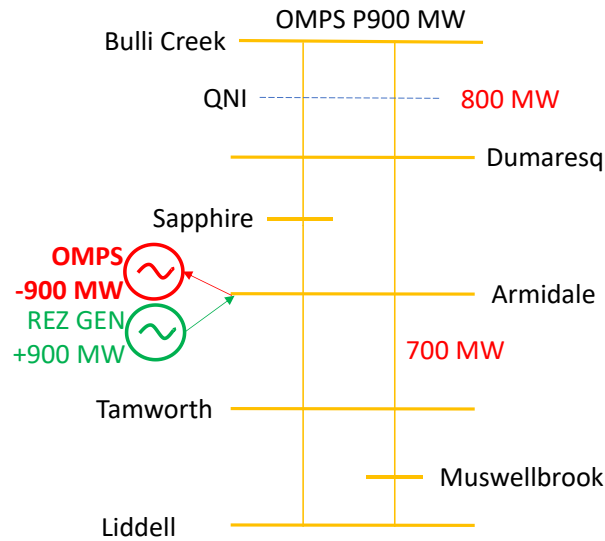 OMPS P900 MW
Bulli Creek
QNI
800 MW
Dumaresq
Sapphire
OMPS
-900 MW
REZ GEN
+900 MW
Armidale
700 MW
Tamworth
Muswellbrook
Liddell